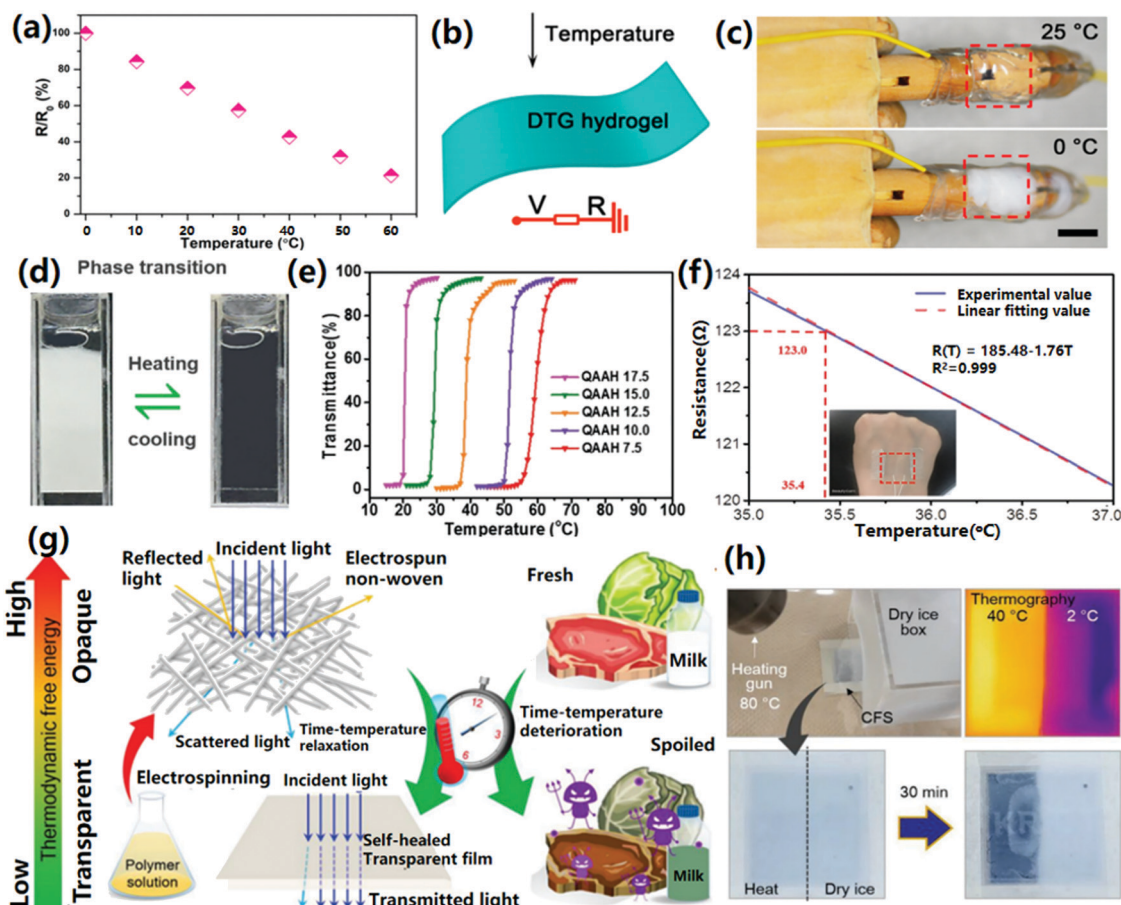 (a)
100
80
60
40
20
0
R/R0 (%)
0 10 20 30 40 50 60
Temperature (°C)
(b)
Temperature
DTG hydrogel
V R
(c)
25 °C
0 °C
(d)
Phase transition
Heating
cooling
(e)
100
80
60
40
20
0
Transmittance(%)
QAAH 17.5
QAAH 15.0
QAAH 12.5
QAAH 10.0
QAAH 7.5
10 20 30 40 50 60 70 80
Temperature (°C)
(f)
124
123
122
121
120
Resistance(Ω)
Experimental value
Linear fitting value
R(T) = 185.48-1.76T
R²=0.999
123.0
35.4
35.0 35.5 36.0 36.5 37.0
Temperature(°C)
(g)
High
Low
Thermodynamic free energy
Opaque
Transparent
Reflected
light
Incident light
Electrospun
non-woven
Scattered light
Time-temperature
relaxation
Electrospinning
Polymer
solution
Incident light
Self-healed
Transparent film
Transmitted light
12
3
6
Time-temperature
deterioration
Fresh
Milk
Spoiled
Milk
(h)
Heating
gun
80 °C
Dry ice
box
CFS
Thermography
40 °C 2 °C
Heat Dry ice
30 min